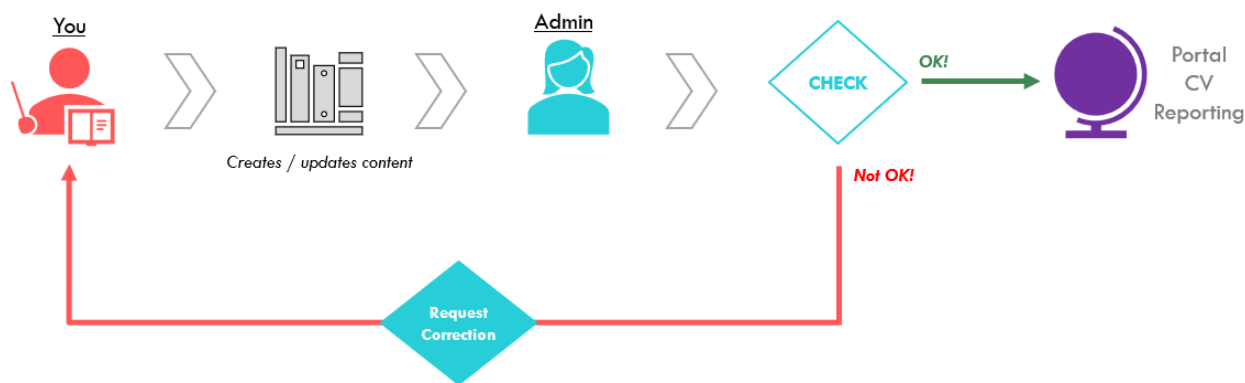 You
Admin
Creates / updates content
CHECK
OK!
Not OK!
Portal
CV
Reporting
Request
Correction